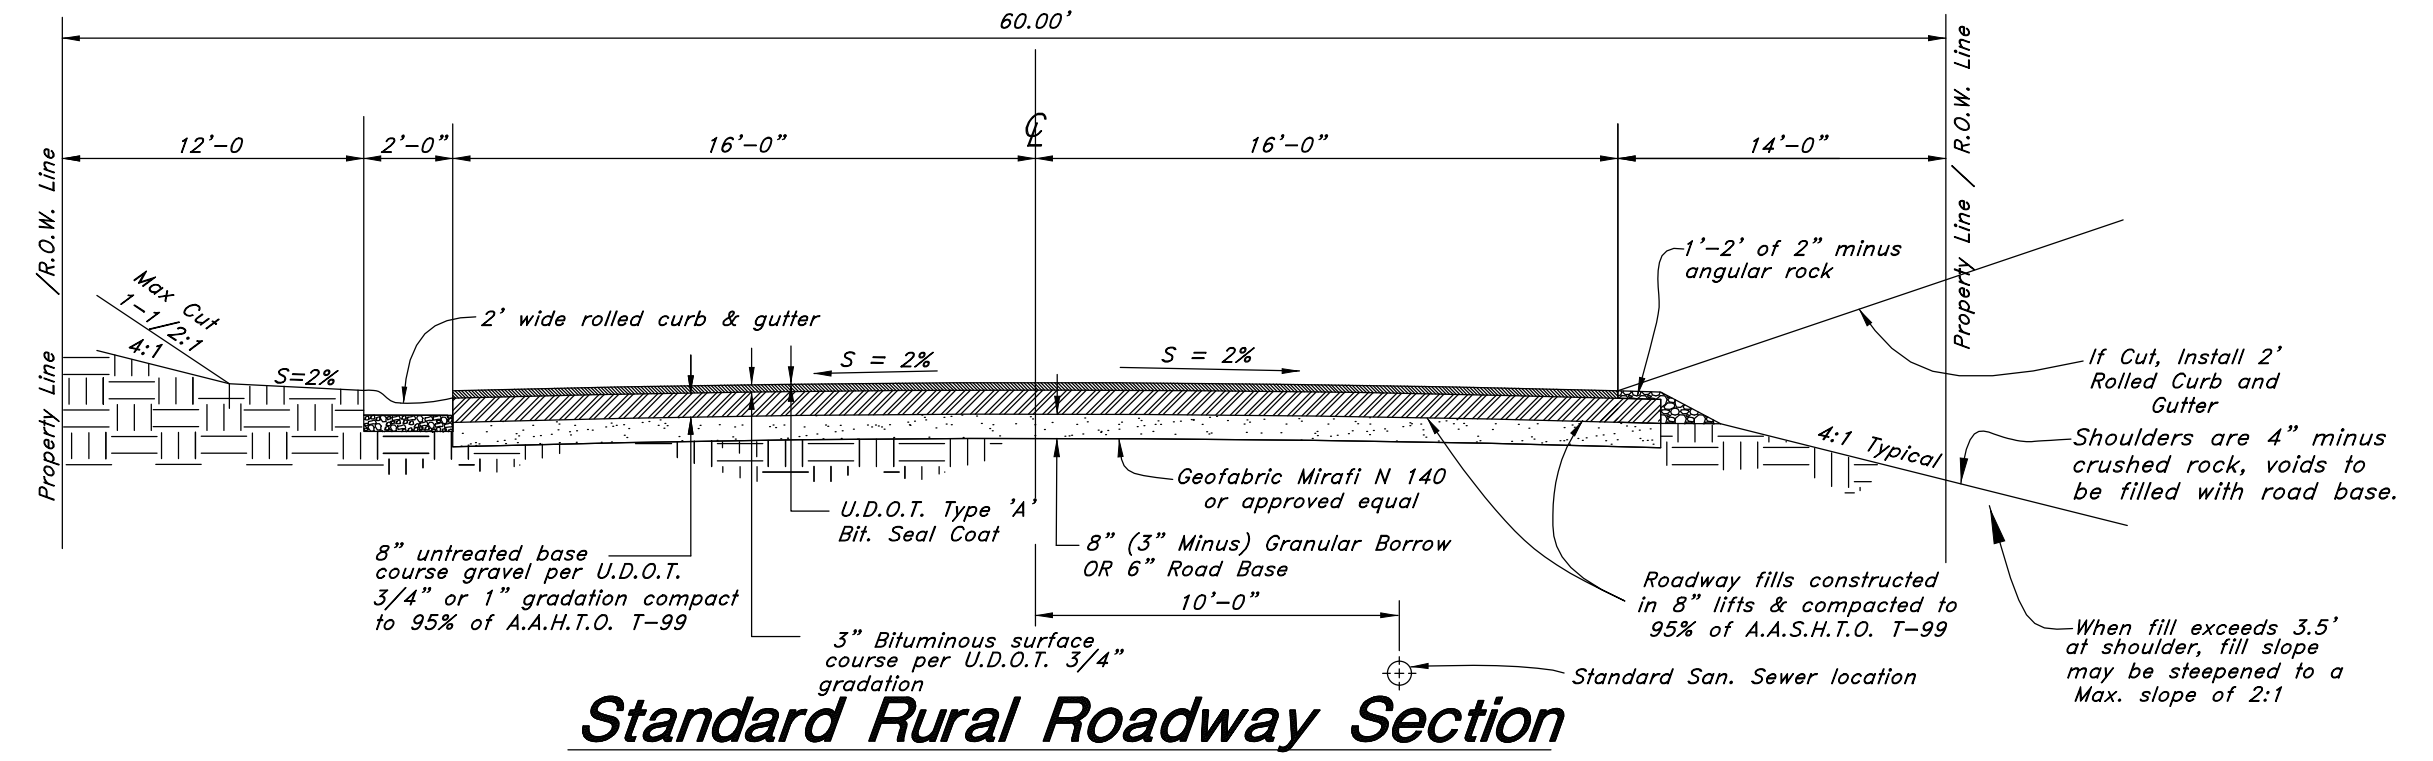 60.00'
12'-0
2'-0"
16'-0"
℄
16'-0"
14'-0"
Property Line /R.O.W. Line
Property Line / R.O.W. Line
Max Cut
1-1/2:1
4:1
S=2%
2' wide rolled curb & gutter
S = 2%
S = 2%
1'-2' of 2" minus
angular rock
If Cut, Install 2'
Rolled Curb and
Gutter
4:1 Typical
Shoulders are 4" minus
crushed rock, voids to
be filled with road base.
Geofabric Mirafi N 140
or approved equal
U.D.O.T. Type 'A'
Bit. Seal Coat
8" untreated base
course gravel per U.D.O.T.
3/4" or 1" gradation compact
to 95% of A.A.H.T.O. T-99
8" (3" Minus) Granular Borrow
OR 6" Road Base
10'-0"
Roadway fills constructed
in 8" lifts & compacted to
95% of A.A.S.H.T.O. T-99
3" Bituminous surface
course per U.D.O.T. 3/4"
gradation
When fill exceeds 3.5'
at shoulder, fill slope
may be steepened to a
Max. slope of 2:1
Standard San. Sewer location
Standard Rural Roadway Section